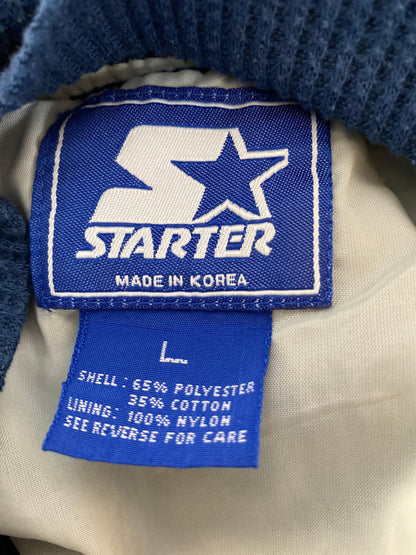 STARTER
MADE IN KOREA
L
SHELL: 65% POLYESTER
35% COTTON
LINING: 100% NYLON
SEE REVERSE FOR CARE